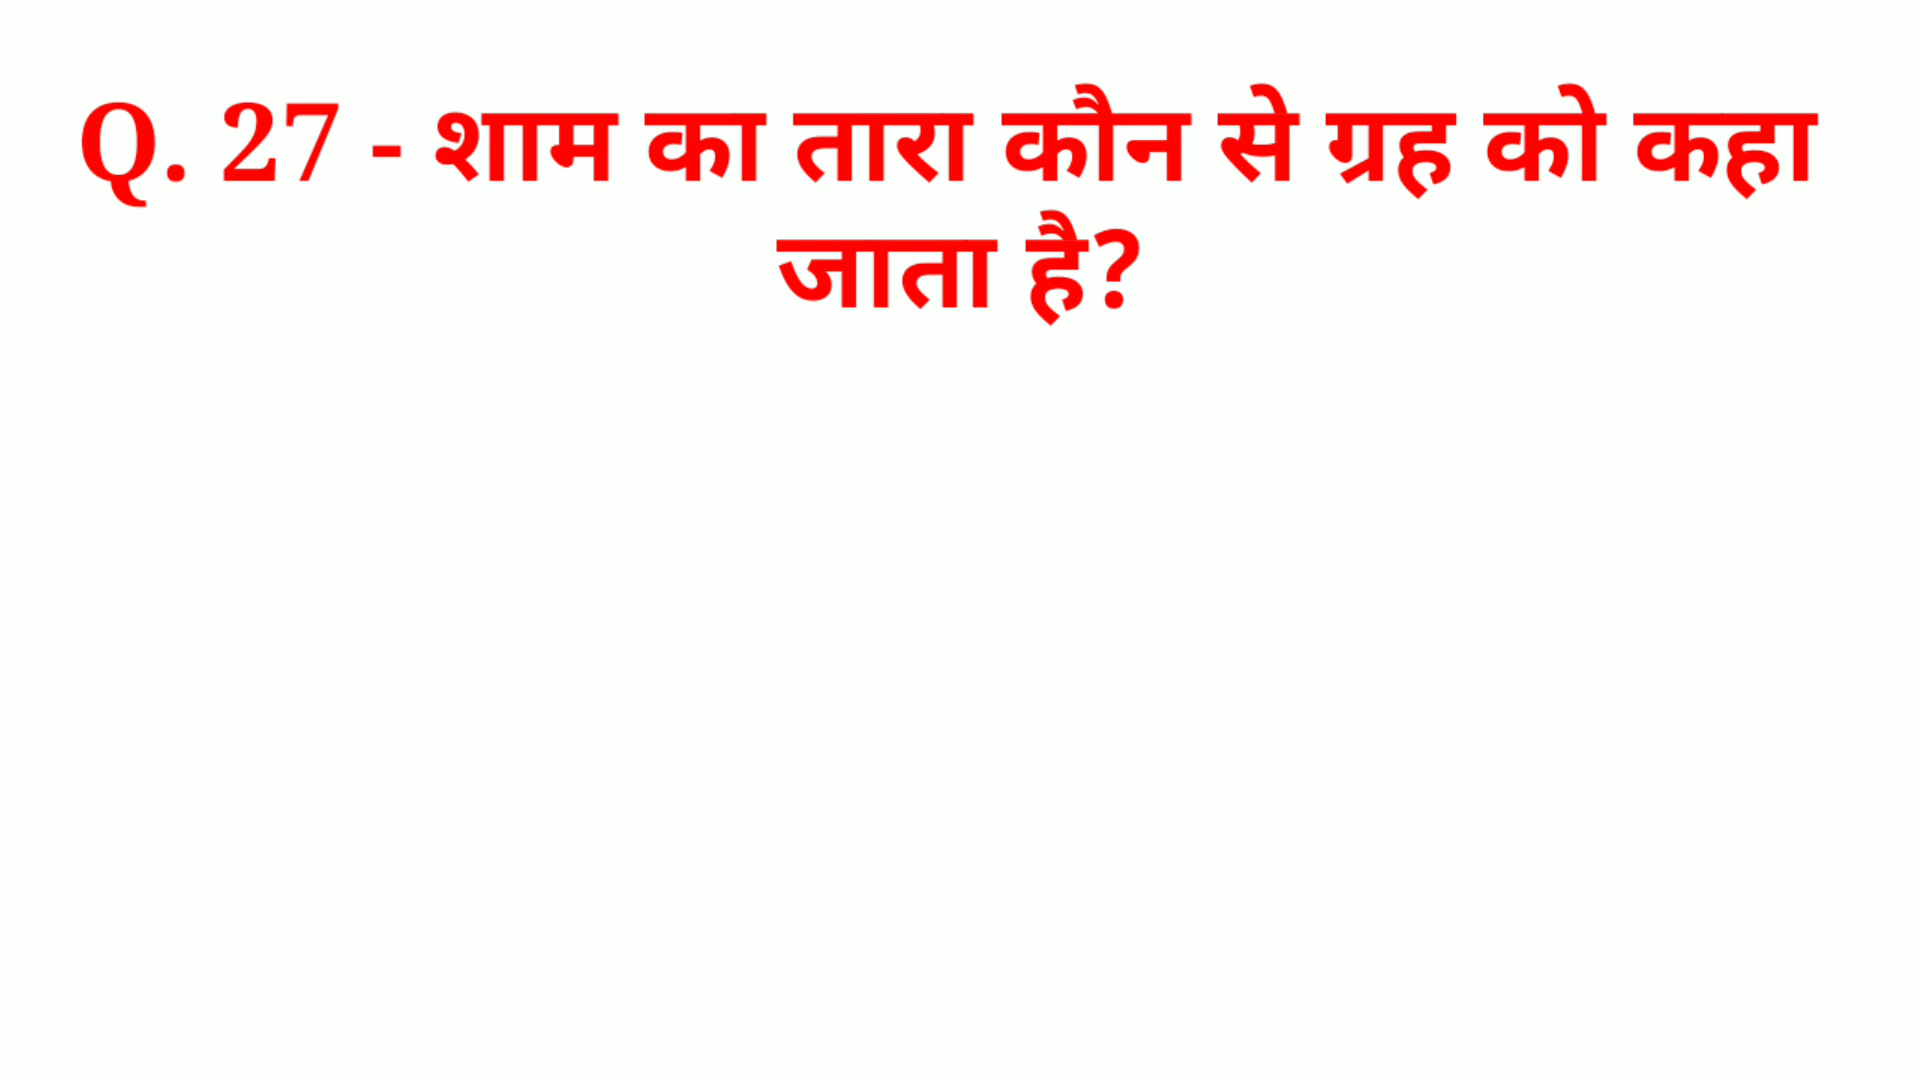 Q. 27 - शाम का तारा कौन से ग्रह को कहा
जाता है?